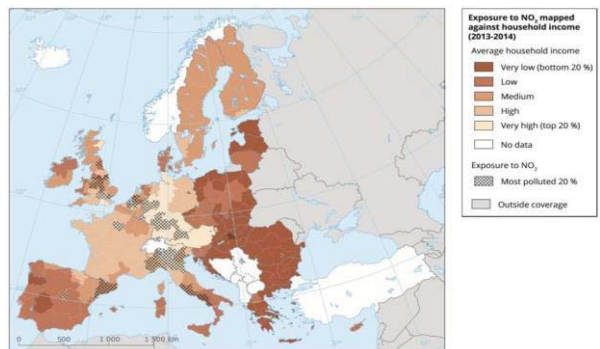 Exposure to NO₂ mapped
against household income
(2013-2014)
Average household income
Very low (bottom 20 %)
Low
Medium
High
Very high (top 20 %)
No data
Exposure to NO₂
Most polluted 20 %
Outside coverage
0 500 1 000 1 500 km